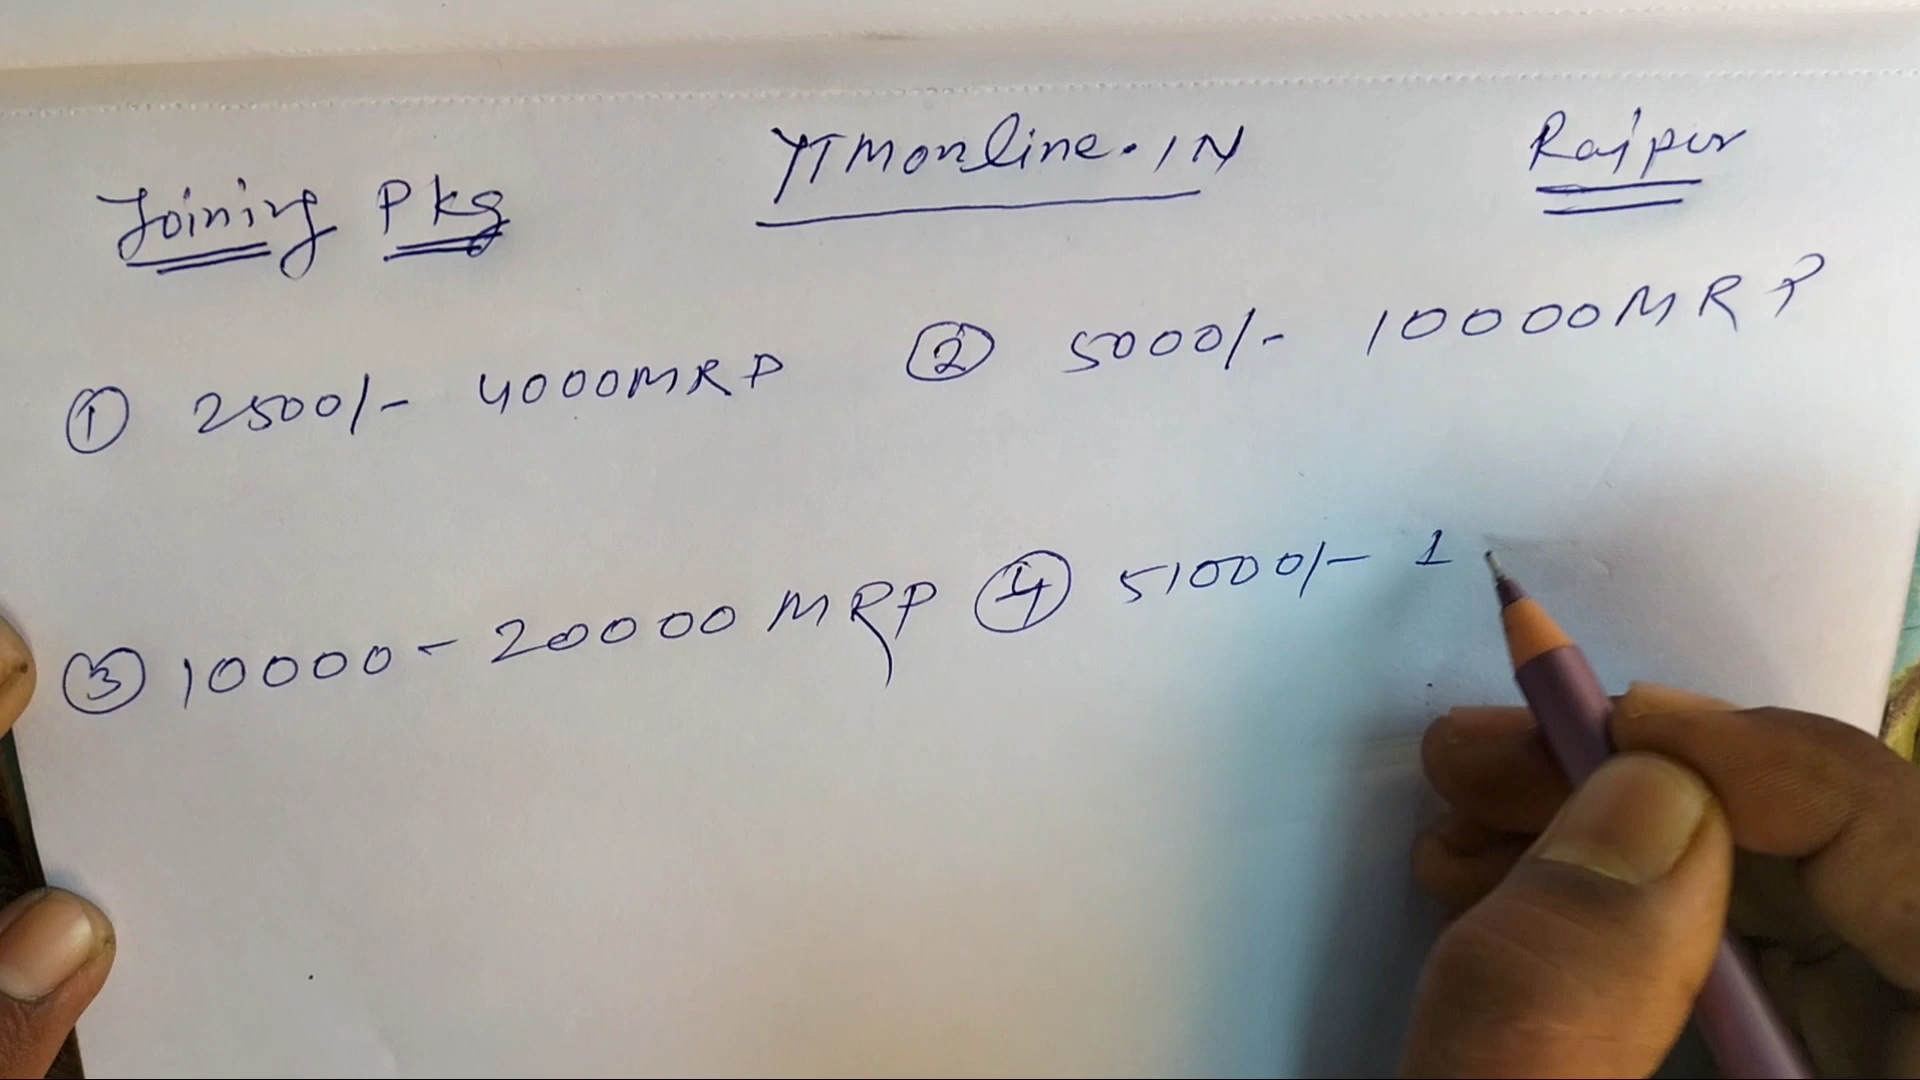 Joining Pkg YTMonline.IN Raipur
① 2500/- 4000MRP ② 5000/- 10000MRP
③ 10000- 20000 MRP ④ 51000/- 1